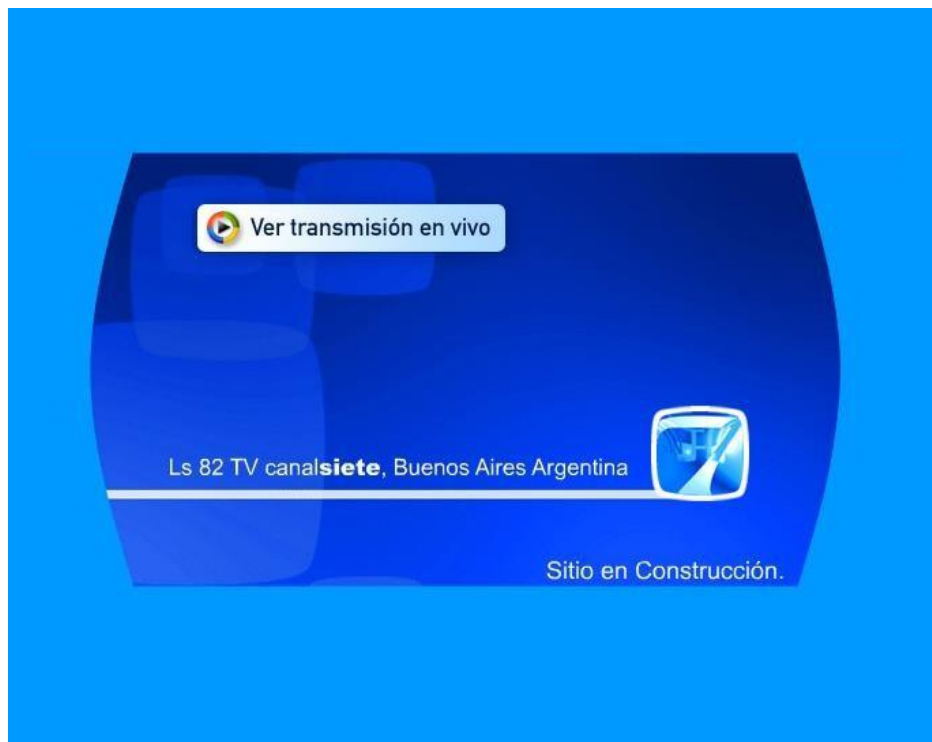 Ver transmisión en vivo
Ls 82 TV canalsiete, Buenos Aires Argentina
Sitio en Construcción.